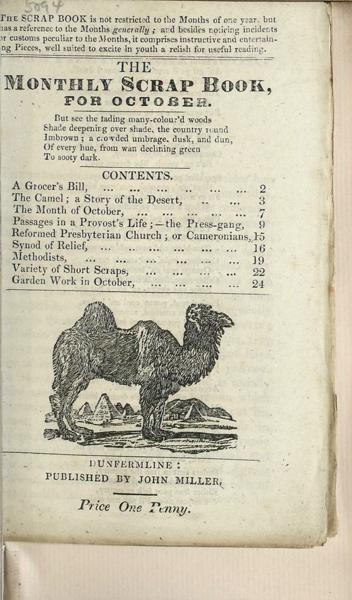 5094
THE SCRAP BOOK is not restricted to the Months of one year, but
has a reference to the Months generally; and besides noticing incidents
or customs peculiar to the Months, it comprises instructive and entertain-
ng Pieces, well suited to excite in youth a relish for useful reading.
THE
MONTHLY SCRAP BOOK,
FOR OCTOBER.
But see the fading many-colour'd woods
Shade deepening over shade, the country round
Imbrown; a crowded umbrage, dusk, and dun,
Of every hue, from wan declining green
To sooty dark.
CONTENTS.
A Grocer's Bill, ... ... ... .. ... ... ... 2
The Camel; a Story of the Desert, .. ... 3
The Month of October, ... ... ... ... ... 7
Passages in a Provost's Life;—the Press-gang, 9
Reformed Presbyterian Church; or Cameronians, 15
Synod of Relief, ... ... ... ... ... ... 16
Methodists, ... ... ... ... ... ... ... 19
Variety of Short Scraps, ... ... ... ... 22
Garden Work in October, ... ... ... ... 24
DUNFERMLINE:
PUBLISHED BY JOHN MILLER,
Price One Penny.